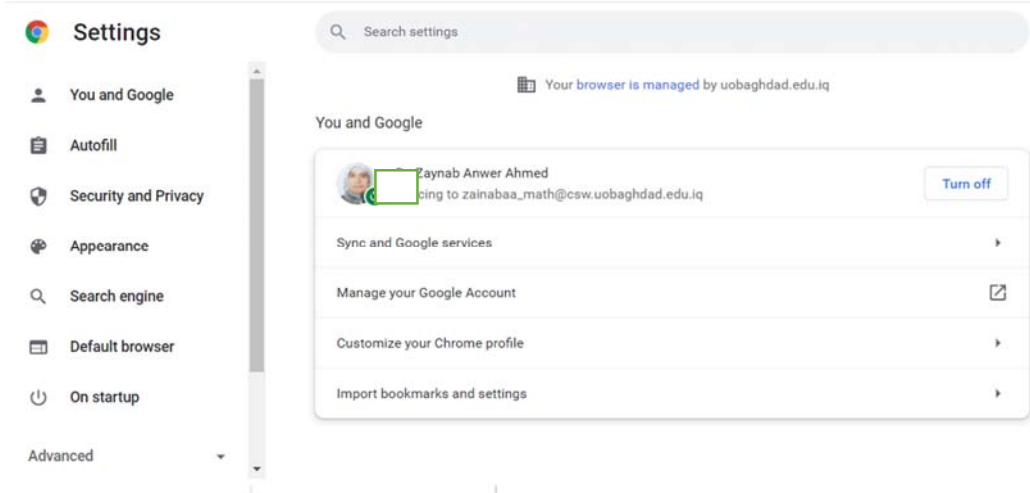 Settings
Search settings
You and Google
Autofill
Security and Privacy
Appearance
Search engine
Default browser
On startup
Advanced
Your browser is managed by uobaghdad.edu.iq
You and Google
Zaynab Anwer Ahmed
cing to zainabaa_math@csw.uobaghdad.edu.iq
Turn off
Sync and Google services
Manage your Google Account
Customize your Chrome profile
Import bookmarks and settings